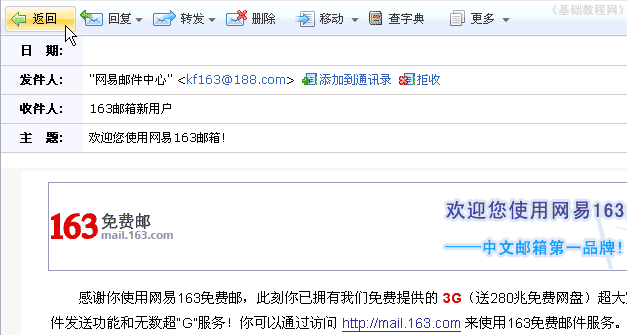 《基础教程网》
返回 回复 转发 删除 移动 查字典 更多
日 期:
发件人: "网易邮件中心" <kf163@188.com> 添加到通讯录 拒收
收件人: 163邮箱新用户
主 题: 欢迎您使用网易163邮箱!
163 免费邮
mail.163.com
欢迎您使用网易163
——中文邮箱第一品牌!
感谢你使用网易163免费邮，此刻你已拥有我们免费提供的 3G（送280兆免费网盘）超大
件发送功能和无数超"G"服务！你可以通过访问 http://mail.163.com 来使用163免费邮件服务。